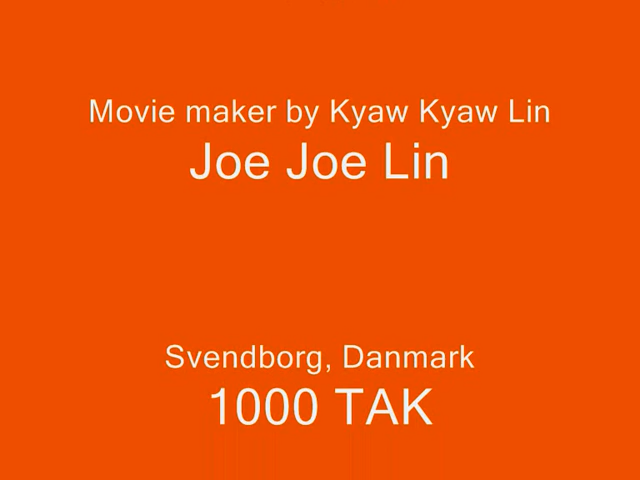 Movie maker by Kyaw Kyaw Lin
Joe Joe Lin
Svendborg, Danmark
1000 TAK